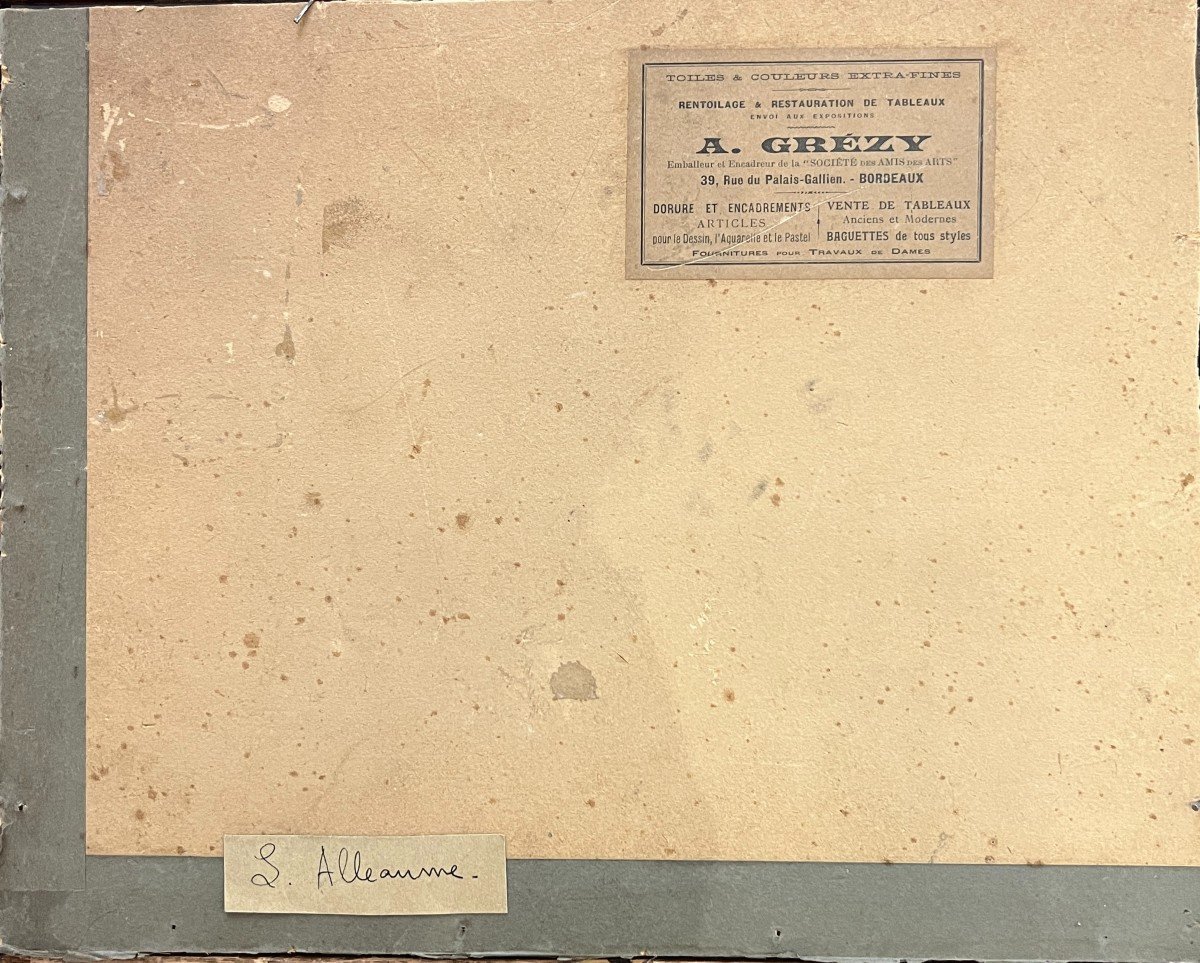 TOILES & COULEURS EXTRA-FINES
RENTOILAGE & RESTAURATION DE TABLEAUX
ENVOI AUX EXPOSITIONS
A. GRÉZY
Emballeur et Encadreur de la "SOCIÉTÉ DES AMIS DES ARTS"
39, Rue du Palais-Gallien. - BORDEAUX
DORURE ET ENCADREMENTS
ARTICLES
pour le Dessin, l'Aquarelle et le Pastel
VENTE DE TABLEAUX
Anciens et Modernes
BAGUETTES de tous styles
FOURNITURES POUR TRAVAUX DE DAMES
L. Alleaume.-